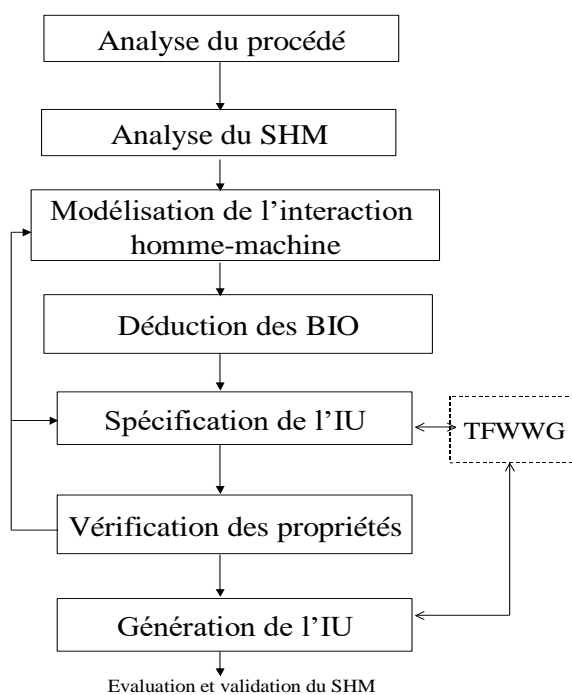 Analyse du procédé
Analyse du SHM
Modélisation de l’interaction
homme-machine
Déduction des BIO
Spécification de l’IU
TFWWG
Vérification des propriétés
Génération de l’IU
Evaluation et validation du SHM